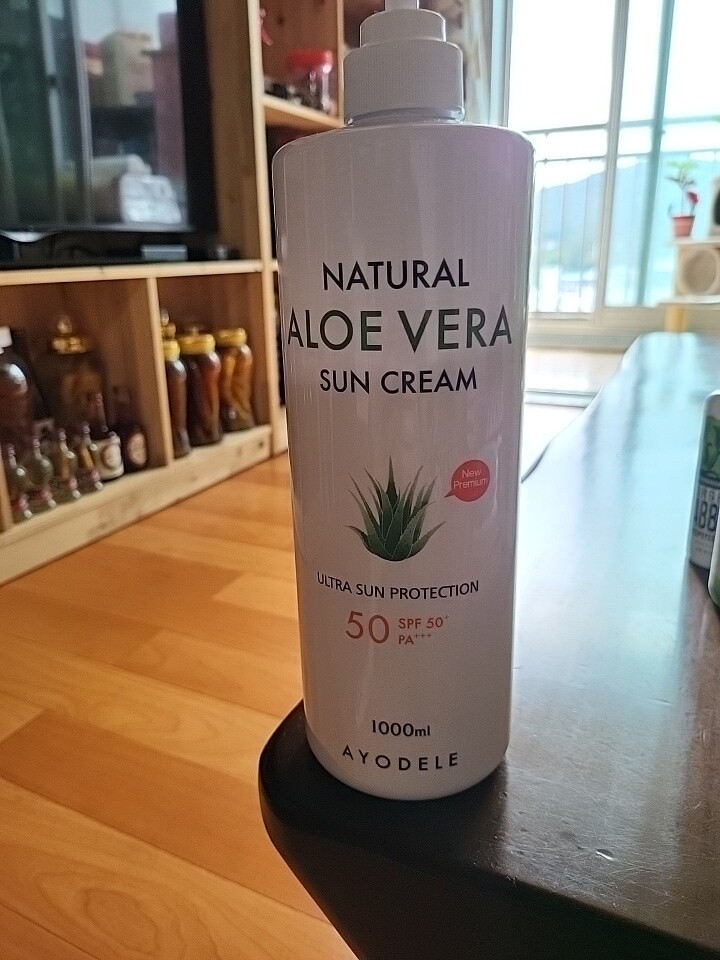 NATURAL
ALOE VERA
SUN CREAM
New
Premium
ULTRA SUN PROTECTION
50 SPF 50+
PA+++
1000ml
AYODELE